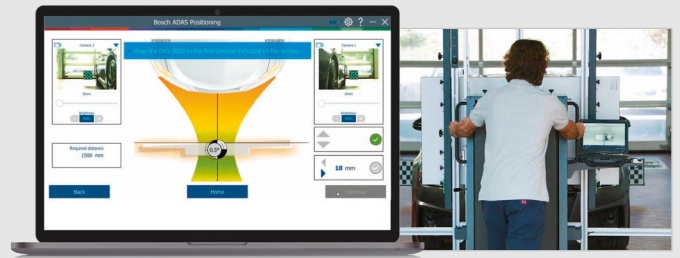 Bosch ADAS Positioning
? — ✕
Camera 2
Move the DAS 3000 to the final position indicated on the screen.
Camera 1
Zoom
Zoom
Brightness
Brightness
Required distance
1500 mm
0.5°
18 mm
Back
Home